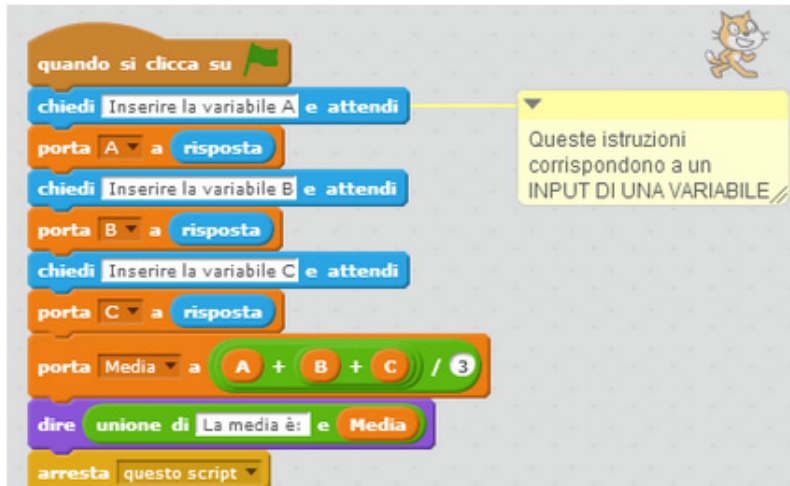 quando si clicca su
chiedi Inserire la variabile A e attendi
porta A a risposta
chiedi Inserire la variabile B e attendi
porta B a risposta
chiedi Inserire la variabile C e attendi
porta C a risposta
porta Media a A + B + C / 3
dire unione di La media è: e Media
arresta questo script
Queste istruzioni
corrispondono a un
INPUT DI UNA VARIABILE